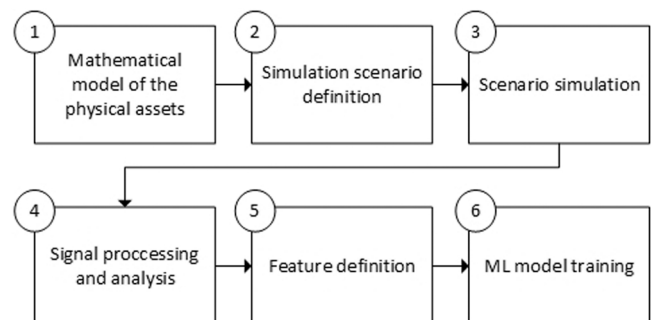 1
Mathematical
model of the
physical assets
2
Simulation scenario
definition
3
Scenario simulation
4
Signal proccessing
and analysis
5
Feature definition
6
ML model training